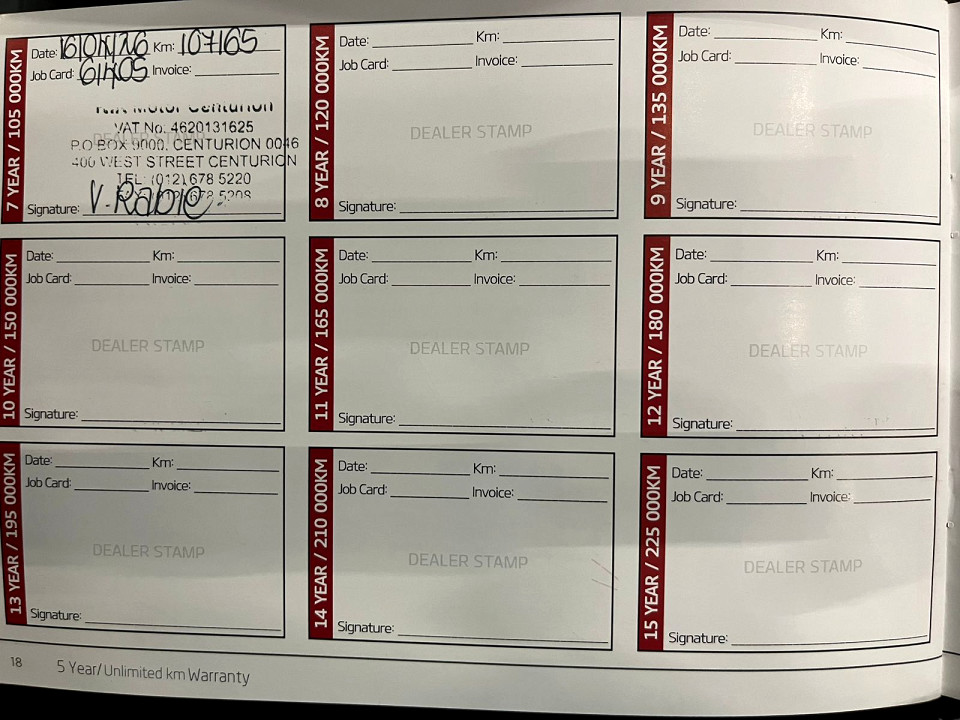 7 YEAR / 105 000KM
Date: 16/01/26 Km: 107165
Job Card: 61405 Invoice:
Motor Centurion
DEALER STAMP
VAT No. 4620131625
P.O BOX 9000, CENTURION 0046
400 WEST STREET CENTURION
TEL: (012) 678 5220
Signature: V. Rabie
8 YEAR / 120 000KM
Date: Km:
Job Card: Invoice:
DEALER STAMP
Signature:
9 YEAR / 135 000KM
Date: Km:
Job Card: Invoice:
DEALER STAMP
Signature:
10 YEAR / 150 000KM
Date: Km:
Job Card: Invoice:
DEALER STAMP
Signature:
11 YEAR / 165 000KM
Date: Km:
Job Card: Invoice:
DEALER STAMP
Signature:
12 YEAR / 180 000KM
Date: Km:
Job Card: Invoice:
DEALER STAMP
Signature:
13 YEAR / 195 000KM
Date: Km:
Job Card: Invoice:
DEALER STAMP
Signature:
14 YEAR / 210 000KM
Date: Km:
Job Card: Invoice:
DEALER STAMP
Signature:
15 YEAR / 225 000KM
Date: Km:
Job Card: Invoice:
DEALER STAMP
Signature:
18 5 Year/Unlimited km Warranty